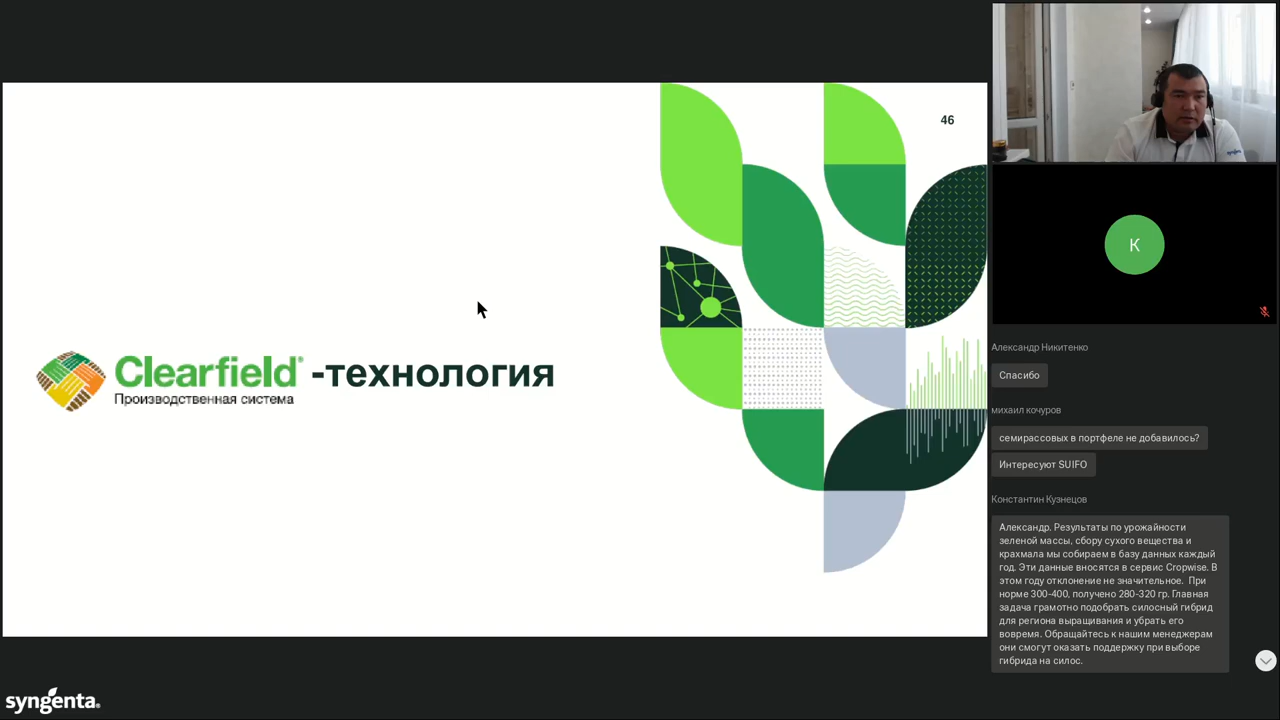 46
Clearfield® -технология
Производственная система
syngenta
K
Александр Никитенко
Спасибо
михаил кочуров
семирассовых в портфеле не добавилось?
Интересуют SUIFO
Константин Кузнецов
Александр. Результаты по урожайности
зеленой массы, сбору сухого вещества и
крахмала мы собираем в базу данных каждый
год. Эти данные вносятся в сервис Cropwise. В
этом году отклонение не значительное. При
норме 300-400, получено 280-320 гр. Главная
задача грамотно подобрать силосный гибрид
для региона выращивания и убрать его
вовремя. Обращайтесь к нашим менеджерам
они смогут оказать поддержку при выборе
гибрида на силос.
syngenta.